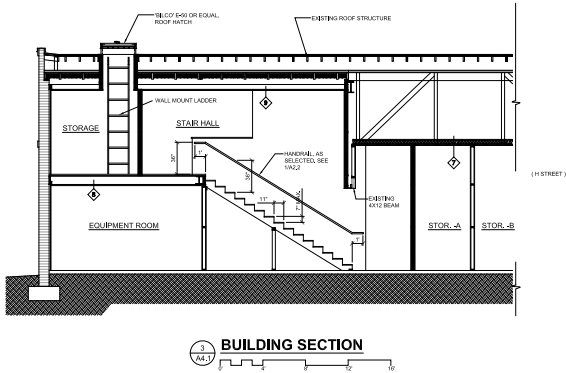 'BILCO' E-50 OR EQUAL,
ROOF HATCH
EXISTING ROOF STRUCTURE
WALL MOUNT LADDER
9
STORAGE
STAIR HALL
HANDRAIL, AS
SELECTED, SEE
1/A2.2
36"
1'
36"
7
( H STREET )
8
11"
7" MAX.
EXISTING
4X12 BEAM
EQUIPMENT ROOM
STOR. -A
STOR. -B
1'
3
A4.1
BUILDING SECTION
0' 4' 8' 12' 16'